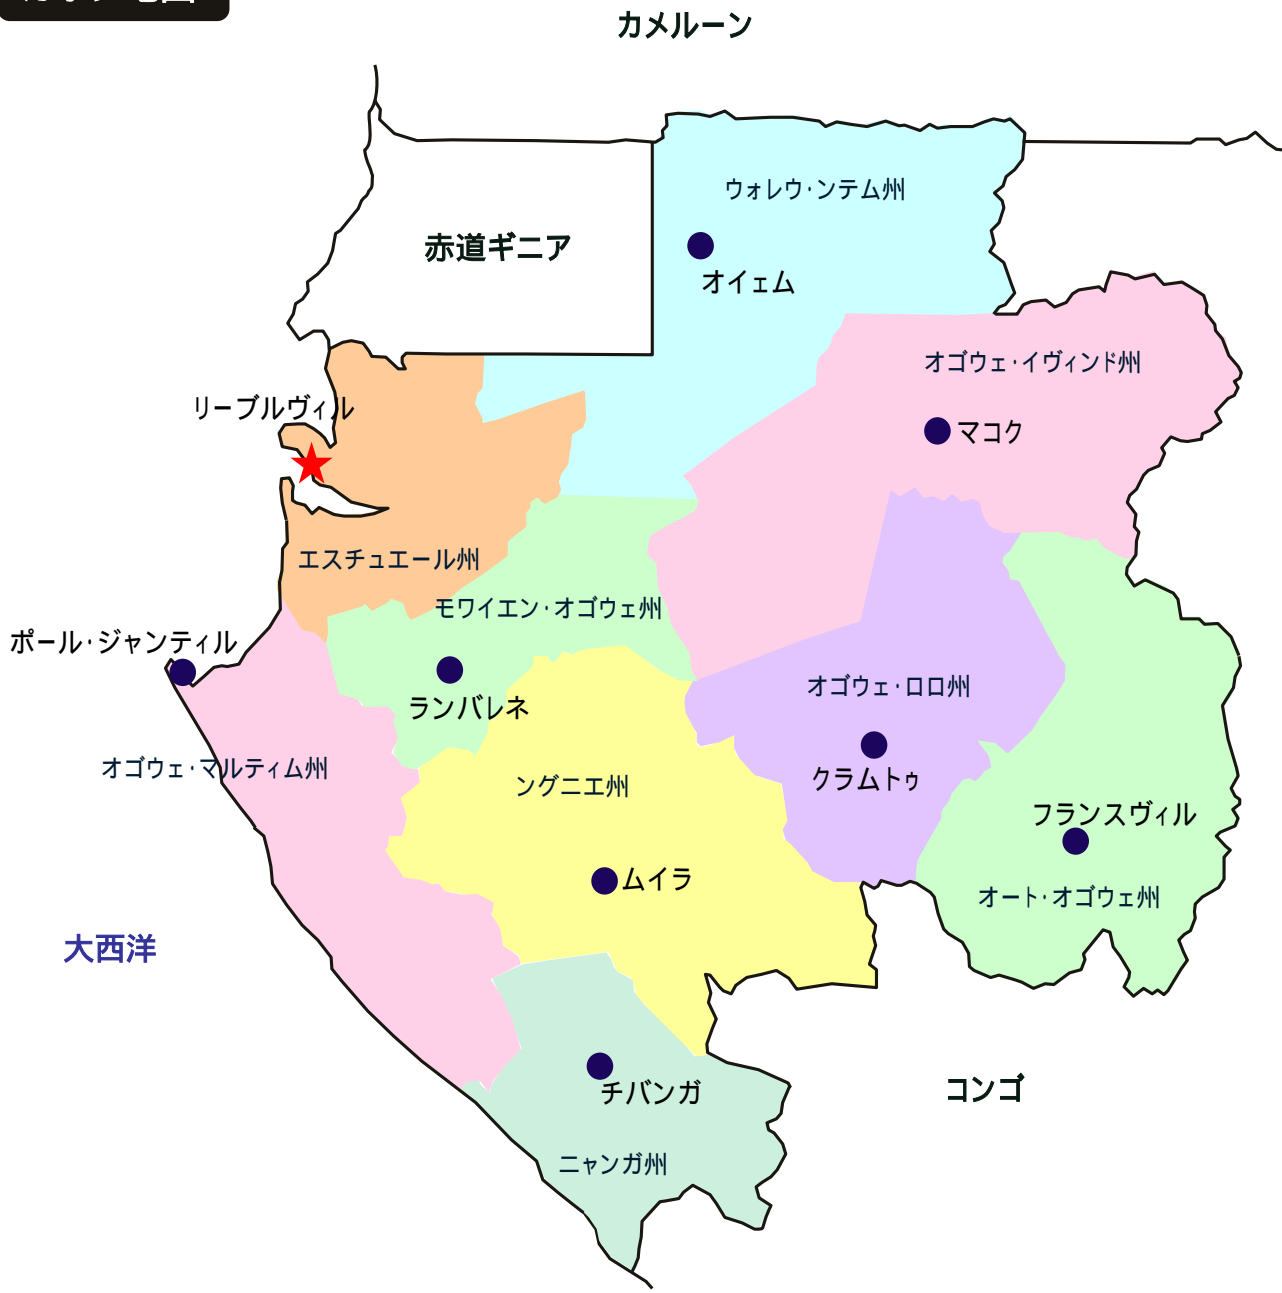 カメルーン
ウォレウ・ンテム州
赤道ギニア
オイェム
オゴウェ・イヴィンド州
リーブルヴィル
マコク
エスチュエール州
モワイエン・オゴウェ州
ポール・ジャンティル
オゴウェ・ロロ州
ランバレネ
オゴウェ・マルティム州
ングニエ州
クラムトゥ
フランスヴィル
ムイラ
オート・オゴウェ州
大西洋
コンゴ
チバンガ
ニャンガ州